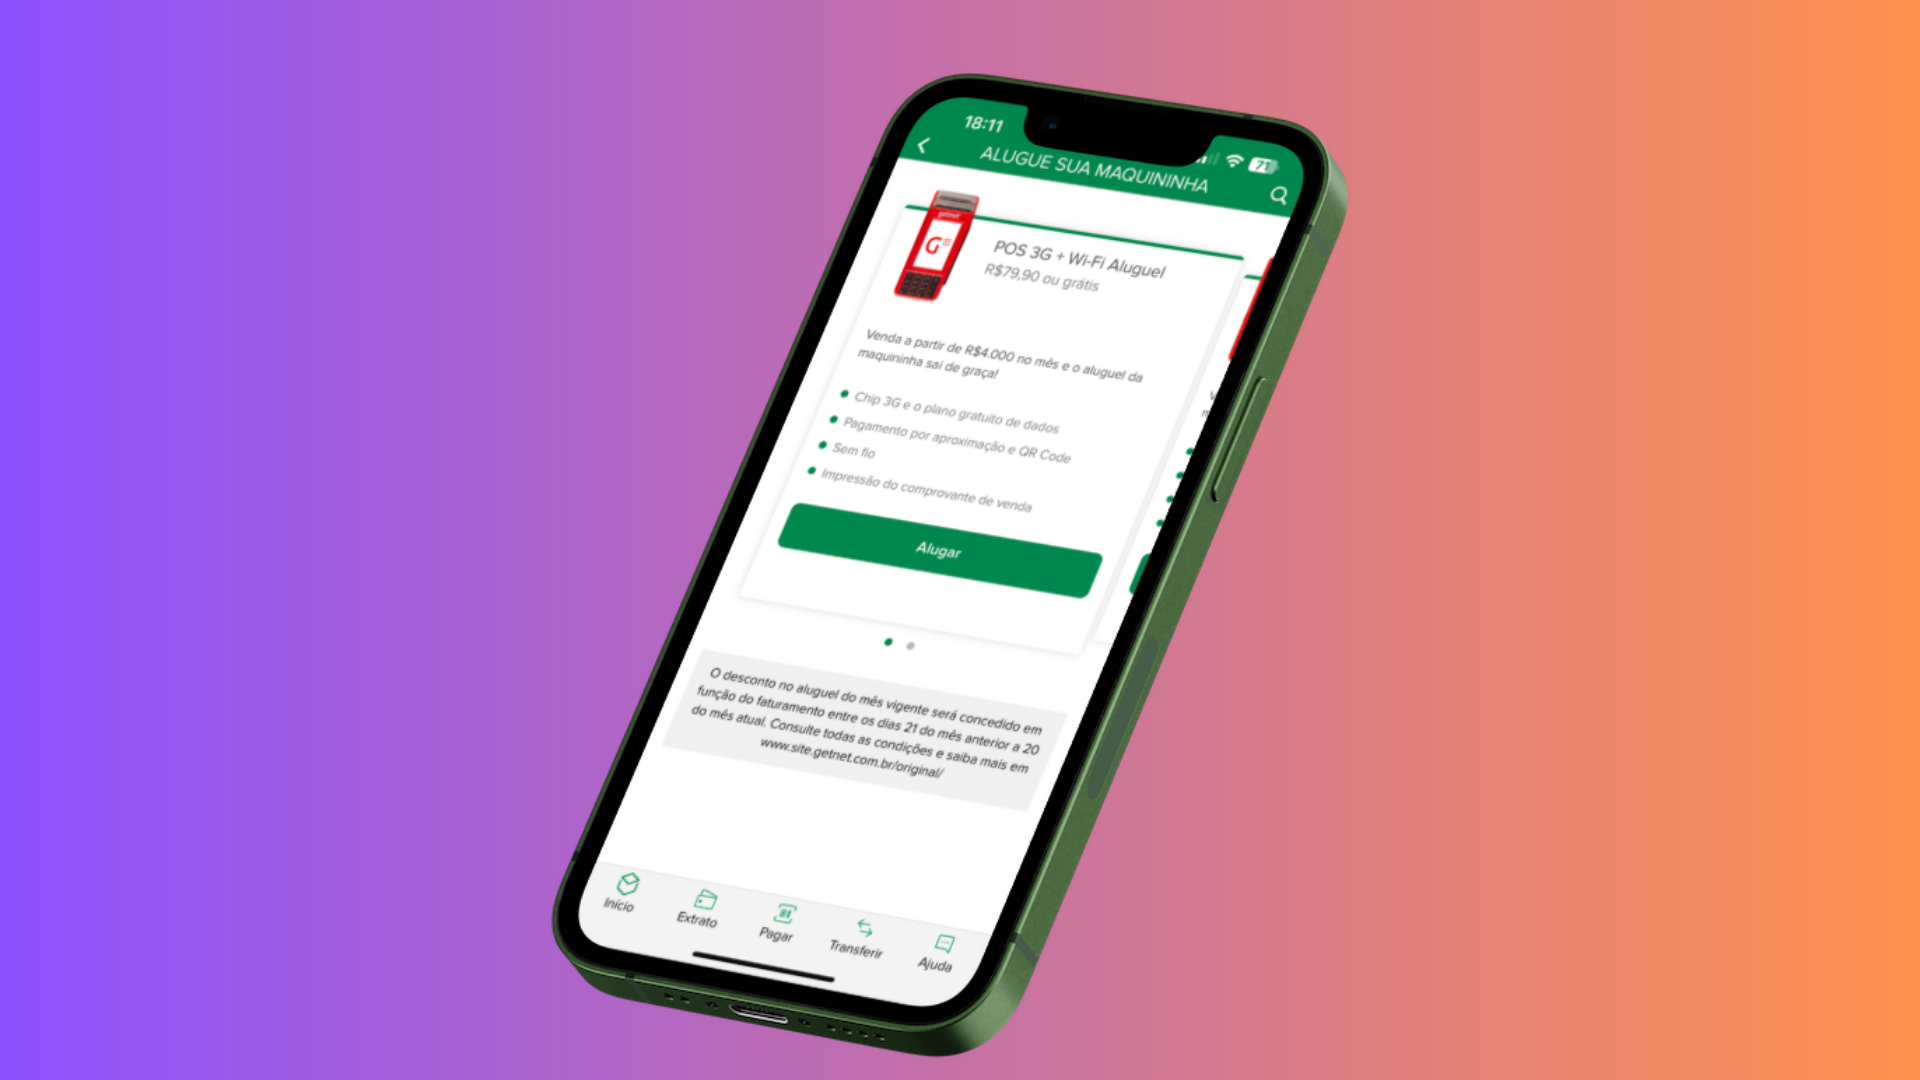 18:11
71
ALUGUE SUA MAQUININHA
getnet
G
POS 3G + Wi-Fi Aluguel
R$79,90 ou grátis
Venda a partir de R$4.000 no mês e o aluguel da
maquininha sai de graça!
Chip 3G e o plano gratuito de dados
Pagamento por aproximação e QR Code
Sem fio
Impressão do comprovante de venda
Alugar
O desconto no aluguel do mês vigente será concedido em
função do faturamento entre os dias 21 do mês anterior a 20
do mês atual. Consulte todas as condições e saiba mais em
www.site.getnet.com.br/original/
Início
Extrato
Pagar
Transferir
Ajuda